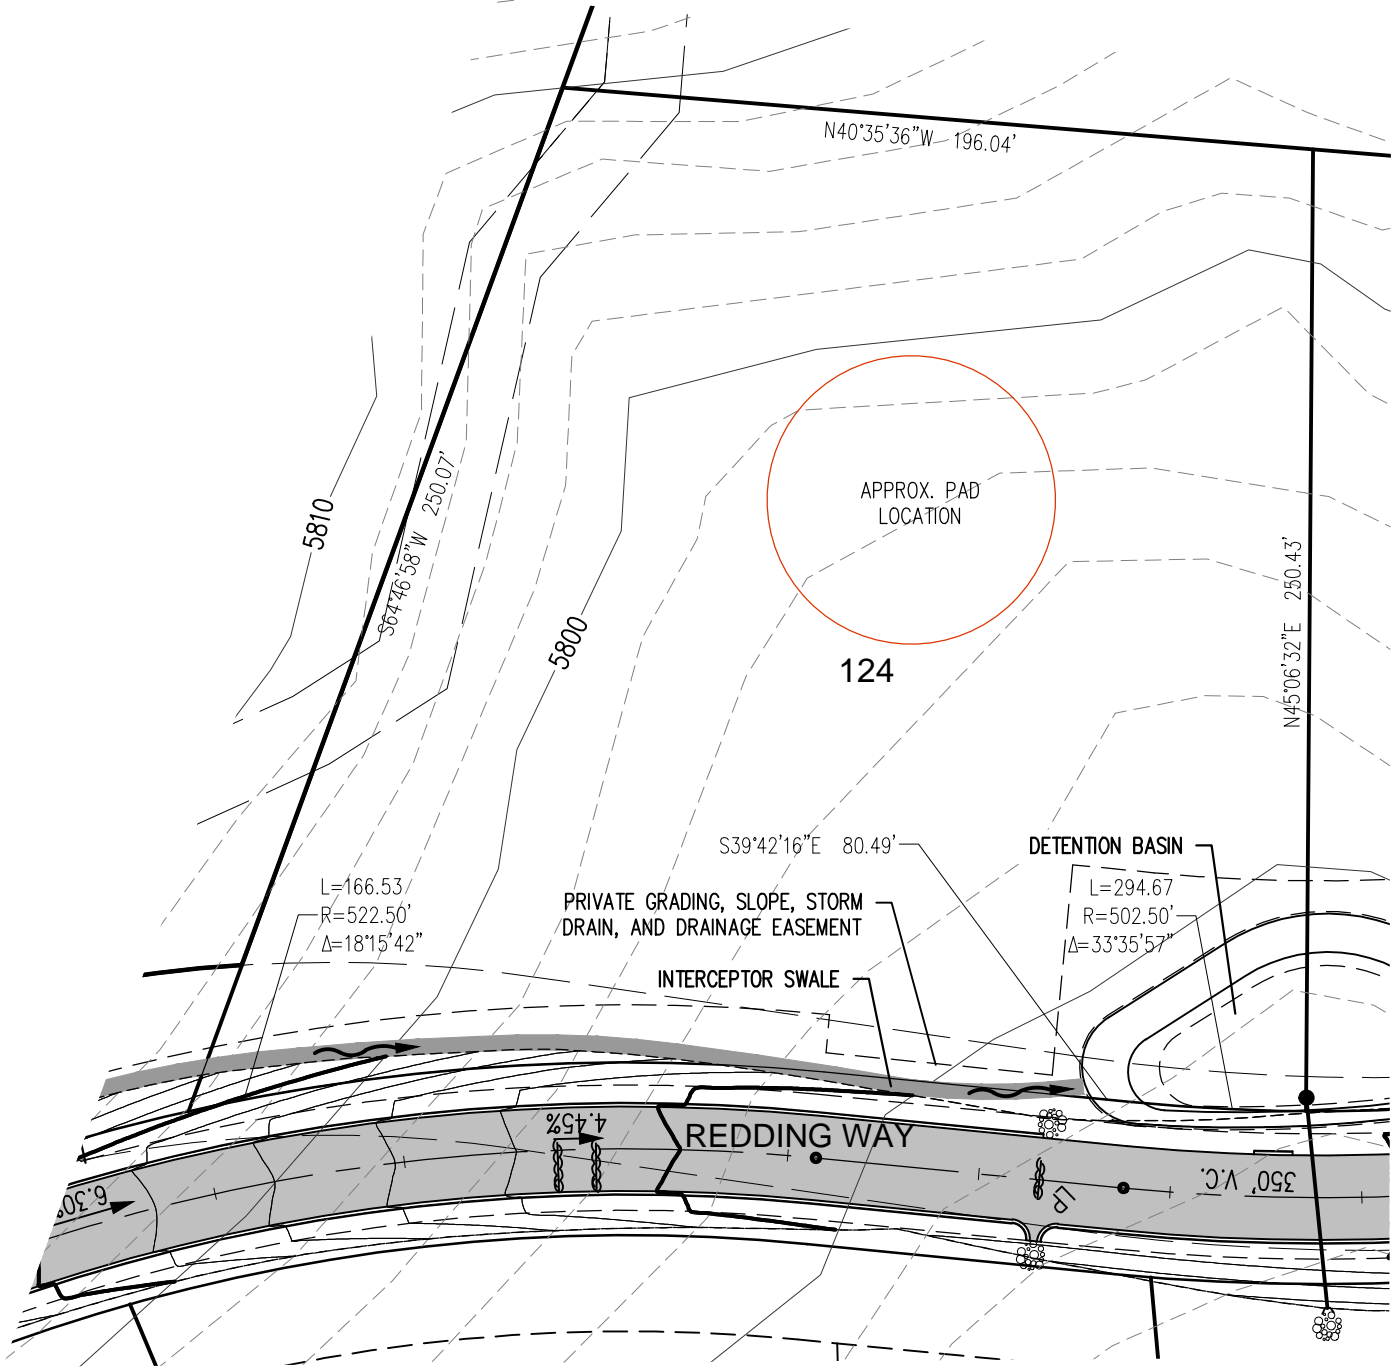 N40°35'36"W 196.04'
S64°46'58"W 250.07'
5810
APPROX. PAD
LOCATION
N45°06'32"E 250.43'
5800
124
S39°42'16"E 80.49'
DETENTION BASIN
L=166.53
R=522.50'
Δ=18°15'42"
PRIVATE GRADING, SLOPE, STORM
DRAIN, AND DRAINAGE EASEMENT
L=294.67
R=502.50'
Δ=33°35'57"
INTERCEPTOR SWALE
4.45%
REDDING WAY
6.30%
LP
350' V.C.